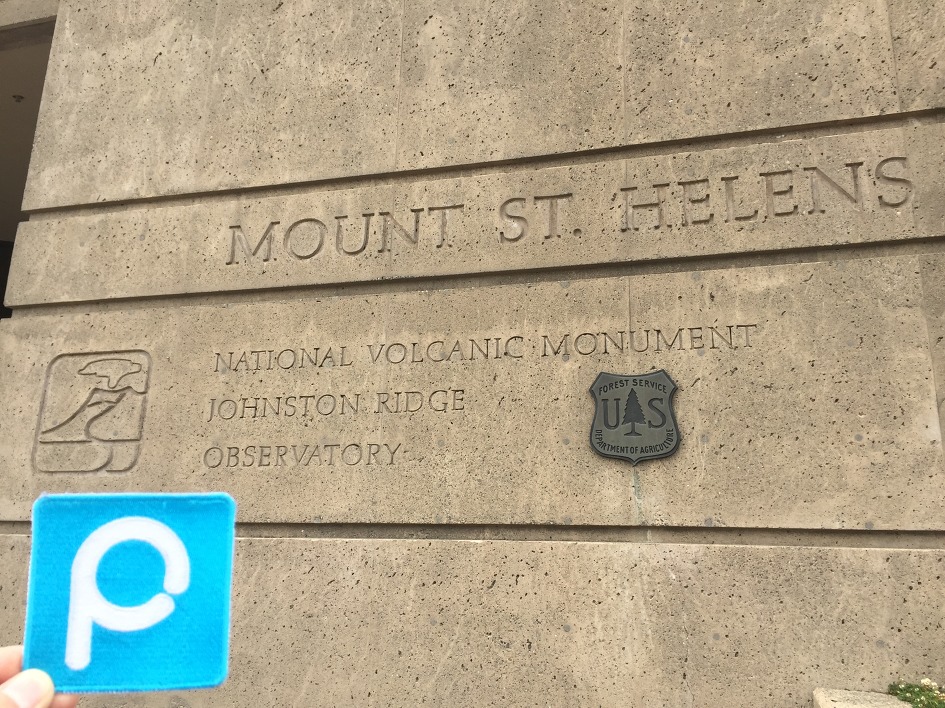 MOUNT ST. HELENS
NATIONAL VOLCANIC MONUMENT
JOHNSTON RIDGE
OBSERVATORY
FOREST SERVICE
U S
DEPARTMENT OF AGRICULTURE
P